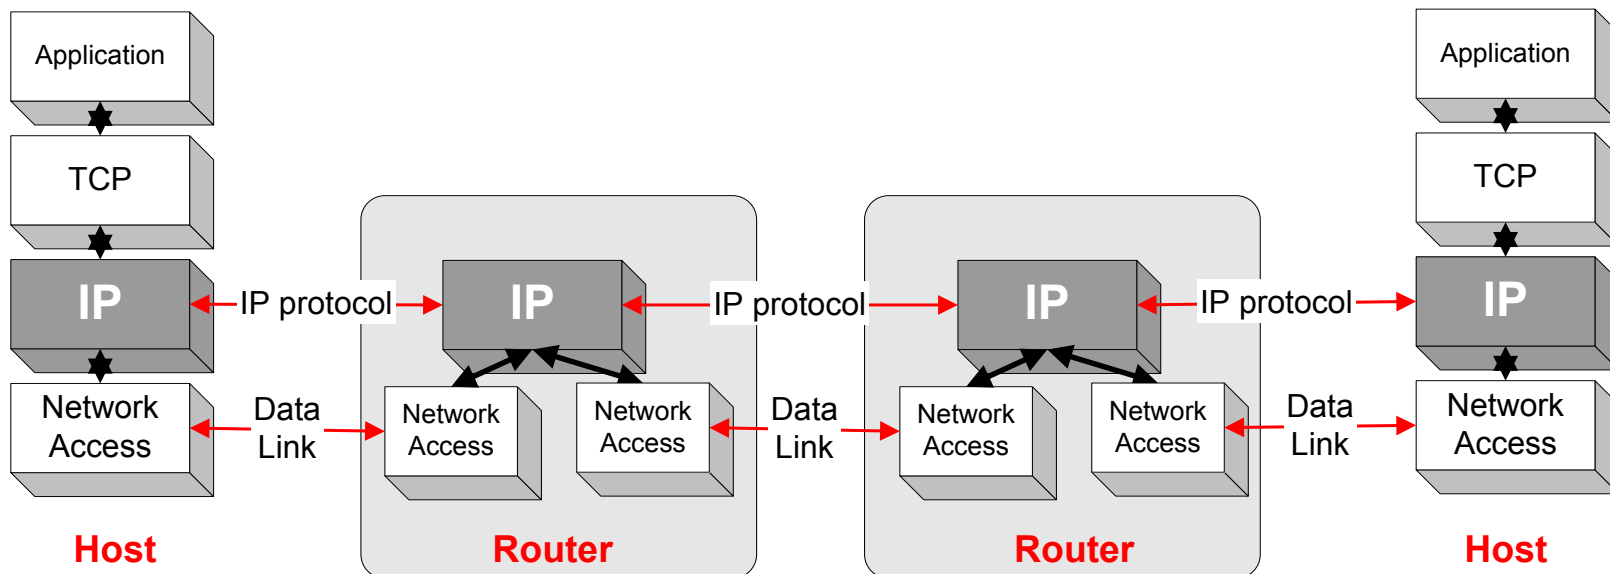 Application
TCP
IP
Network
Access
Host
IP protocol
Data
Link
IP
Network
Access
Network
Access
Router
IP protocol
Data
Link
IP
Network
Access
Network
Access
Router
IP protocol
Data
Link
Application
TCP
IP
Network
Access
Host